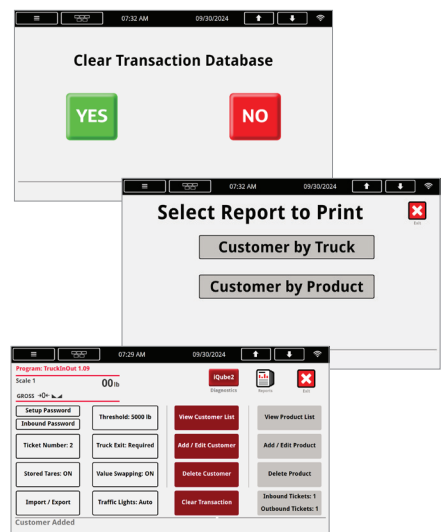 07:32 AM 09/30/2024
Clear Transaction Database
YES NO
07:32 AM 09/30/2024
Select Report to Print
Exit
Customer by Truck
Customer by Product
07:29 AM 09/30/2024
Program: TruckInOut 1.09
Scale 1
00 lb
iQube2
Diagnostics
Reports
Exit
GROSS →0←
Setup Password
Inbound Password
Threshold: 5000 lb
View Customer List
View Product List
Ticket Number: 2
Truck Exit: Required
Add / Edit Customer
Add / Edit Product
Stored Tares: ON
Value Swapping: ON
Delete Customer
Delete Product
Import / Export
Traffic Lights: Auto
Clear Transaction
Inbound Tickets: 1
Outbound Tickets: 1
Customer Added